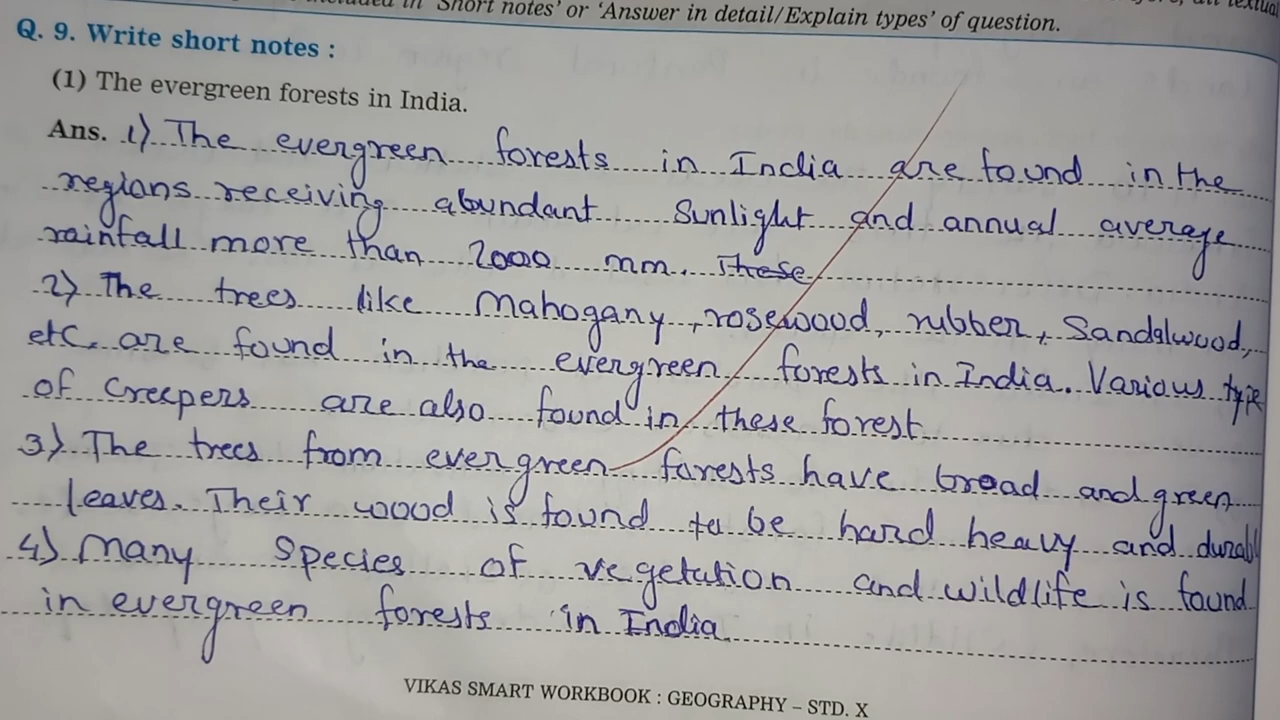 in 'Short notes' or 'Answer in detail/Explain types' of question.
Q. 9. Write short notes :
(1) The evergreen forests in India.
Ans. 1) The evergreen forests in India are found in the
regions receiving abundant sunlight and annual average
rainfall more than 2000 mm. These
2) The trees like Mahogany, rosewood, rubber, Sandalwood,
etc. are found in the evergreen forests in India. Various type
of creepers are also found in these forest
3) The trees from evergreen forests have broad and green
leaves. Their wood is found to be hard heavy and durabl
4) Many species of vegetation and wildlife is found
in evergreen forests in India
VIKAS SMART WORKBOOK : GEOGRAPHY – STD. X